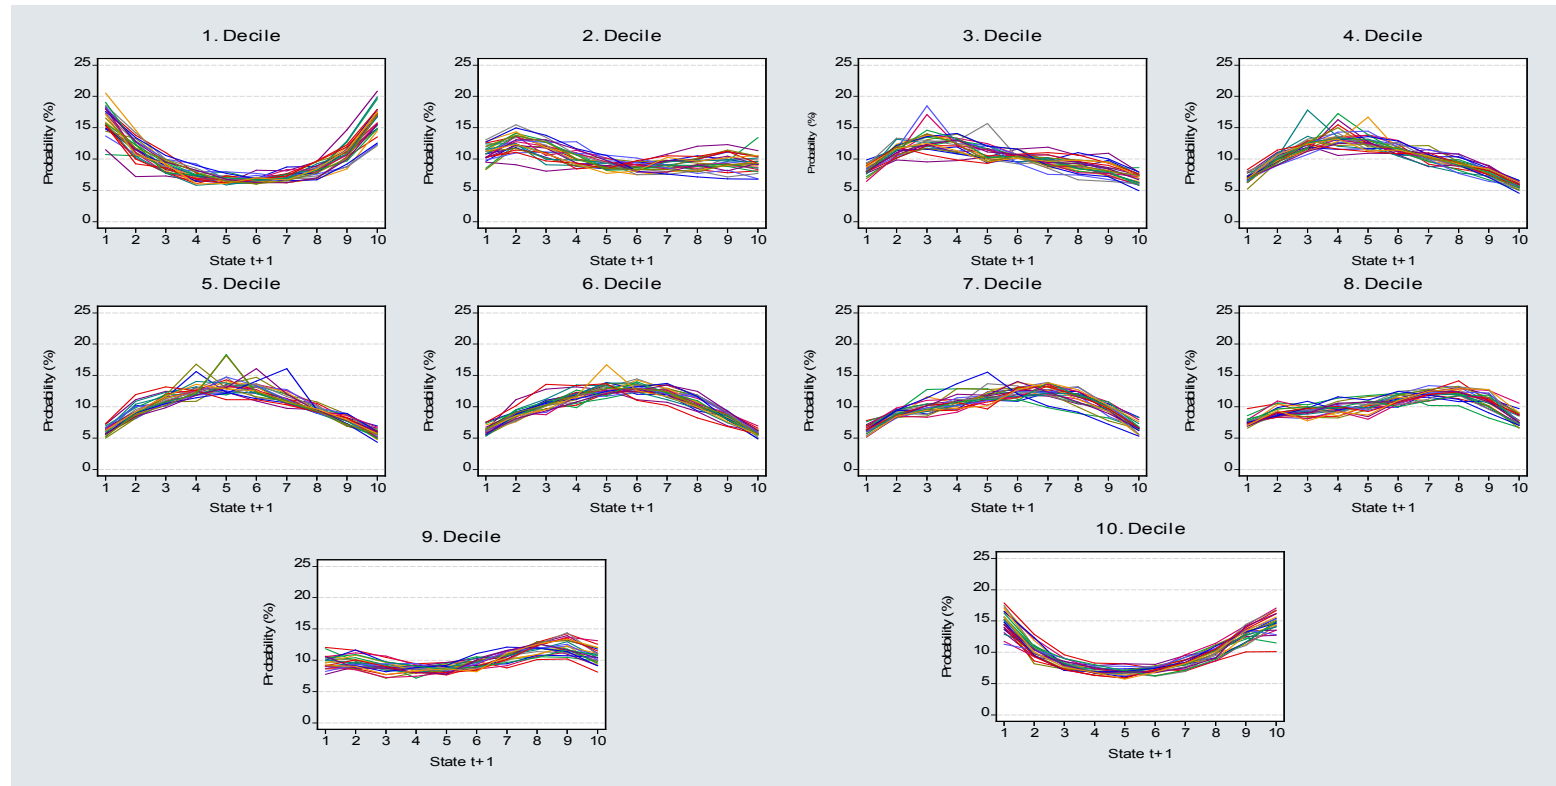 1. Decile
2. Decile
3. Decile
4. Decile
Probability (%)
25
20
15
10
5
0
1 2 3 4 5 6 7 8 9 10
State t+1
Probability (%)
25
20
15
10
5
0
1 2 3 4 5 6 7 8 9 10
State t+1
Probability (%)
25
20
15
10
5
0
1 2 3 4 5 6 7 8 9 10
State t+1
Probability (%)
25
20
15
10
5
0
1 2 3 4 5 6 7 8 9 10
State t+1
5. Decile
6. Decile
7. Decile
8. Decile
Probability (%)
25
20
15
10
5
0
1 2 3 4 5 6 7 8 9 10
State t+1
Probability (%)
25
20
15
10
5
0
1 2 3 4 5 6 7 8 9 10
State t+1
Probability (%)
25
20
15
10
5
0
1 2 3 4 5 6 7 8 9 10
State t+1
Probability (%)
25
20
15
10
5
0
1 2 3 4 5 6 7 8 9 10
State t+1
9. Decile
10. Decile
Probability (%)
25
20
15
10
5
0
1 2 3 4 5 6 7 8 9 10
State t+1
Probability (%)
25
20
15
10
5
0
1 2 3 4 5 6 7 8 9 10
State t+1